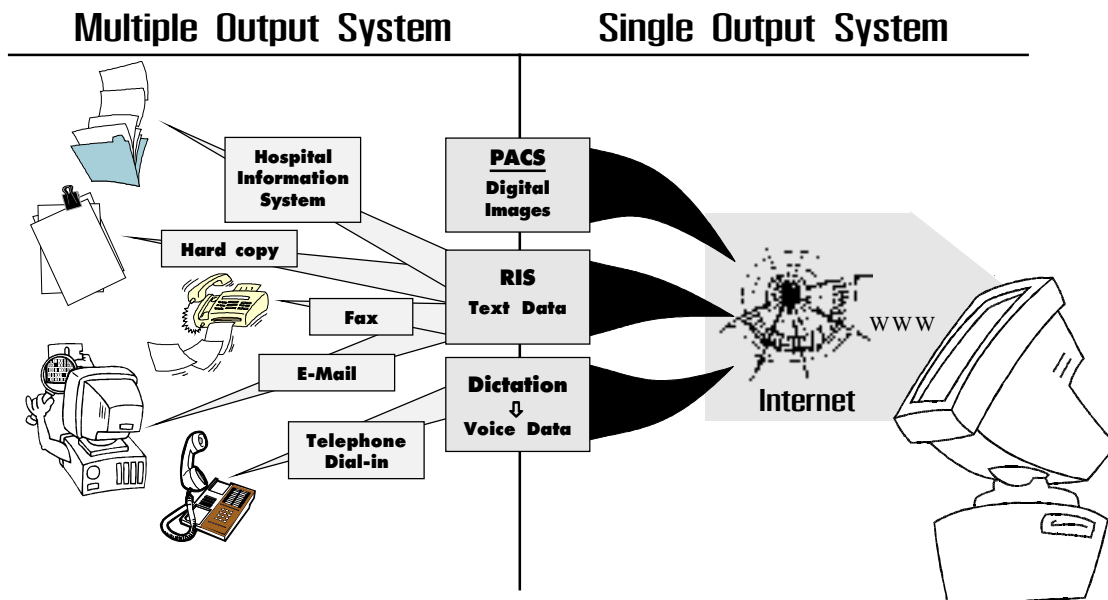 Multiple Output System
Single Output System
Hospital
Information
System
Hard copy
Fax
E-Mail
Telephone
Dial-in
PACS
Digital
Images
RIS
Text Data
Dictation
Voice Data
WWW
Internet